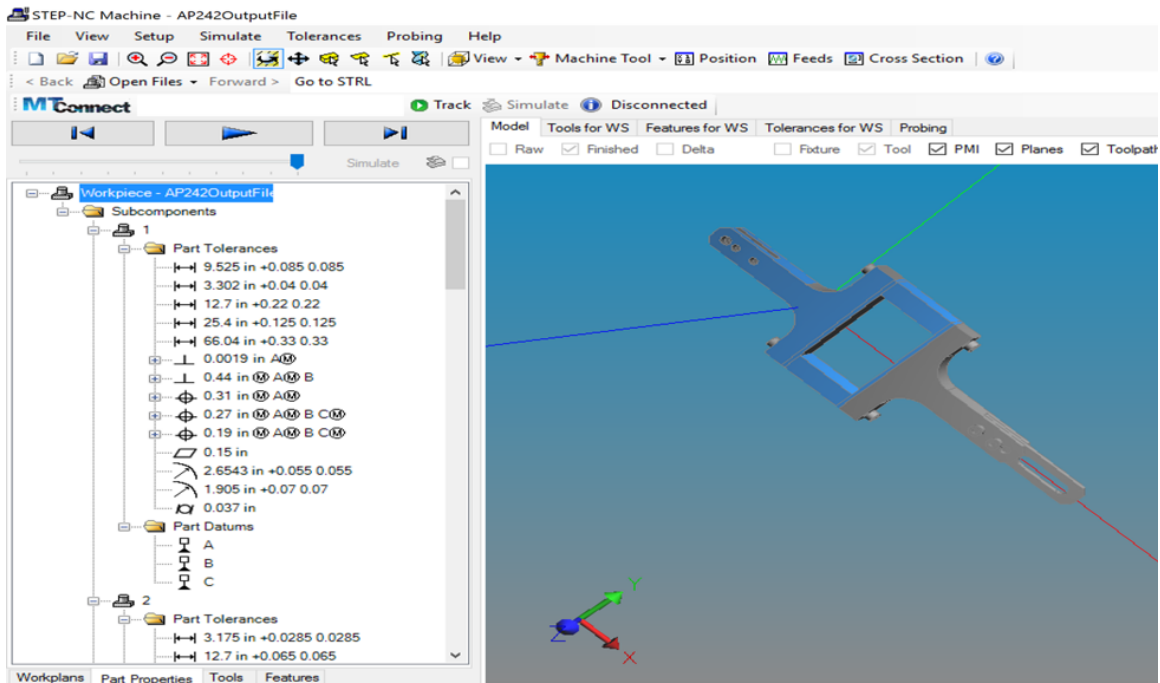 STEP-NC Machine - AP242OutputFile
File View Setup Simulate Tolerances Probing Help
View Machine Tool Position Feeds Cross Section
< Back Open Files Forward > Go to STRL
MTConnect Track Simulate Disconnected
Model Tools for WS Features for WS Tolerances for WS Probing
Simulate
Raw Finished Delta Fixture Tool PMI Planes Toolpath
Workpiece - AP242OutputFile
Subcomponents
1
Part Tolerances
9.525 in +0.085 0.085
3.302 in +0.04 0.04
12.7 in +0.22 0.22
25.4 in +0.125 0.125
66.04 in +0.33 0.33
0.0019 in AⓂ
0.44 in Ⓜ AⓂ B
0.31 in Ⓜ AⓂ
0.27 in Ⓜ AⓂ B CⓂ
0.19 in Ⓜ AⓂ B CⓂ
0.15 in
2.6543 in +0.055 0.055
1.905 in +0.07 0.07
0.037 in
Part Datums
A
B
C
2
Part Tolerances
3.175 in +0.0285 0.0285
12.7 in +0.065 0.065
Workplans Part Properties Tools Features
Y
Z
X